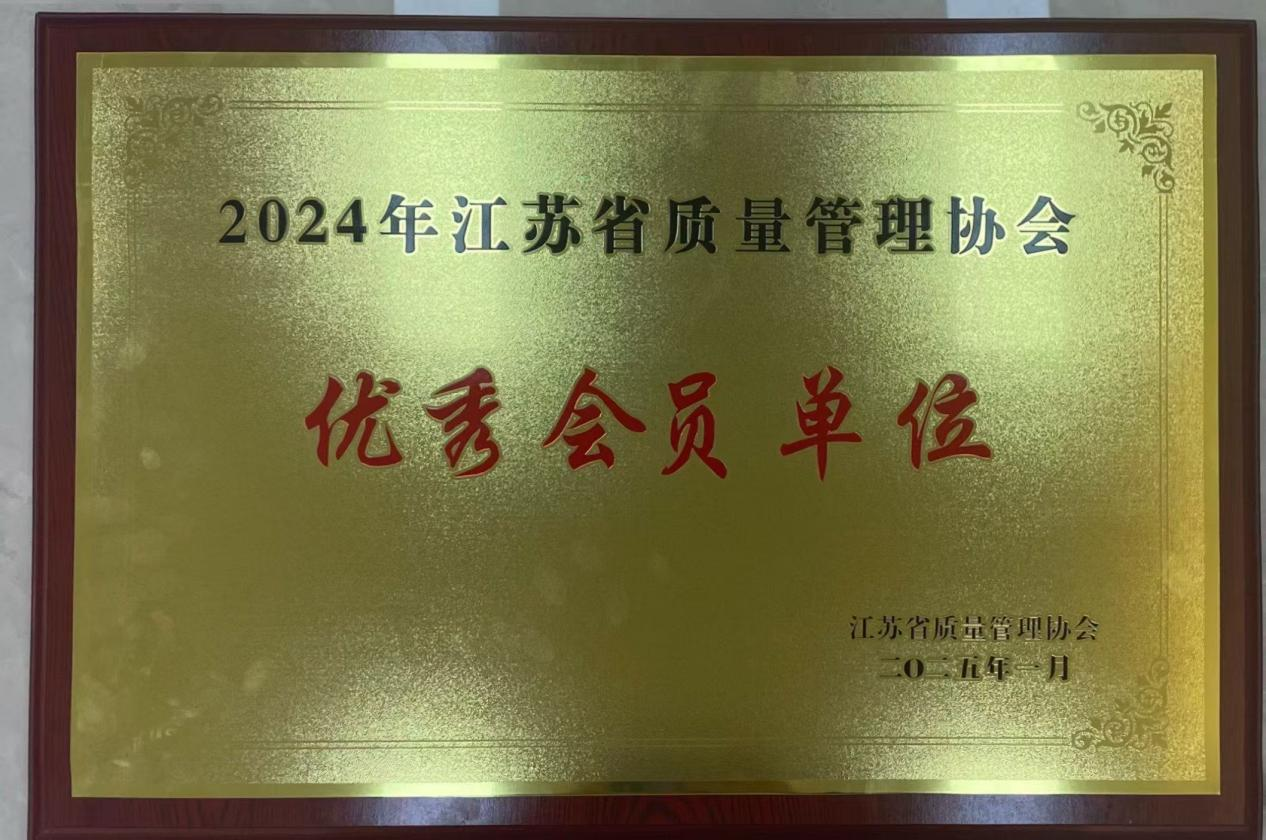 2024年江苏省质量管理协会
优秀会员单位
江苏省质量管理协会
二〇二五年一月